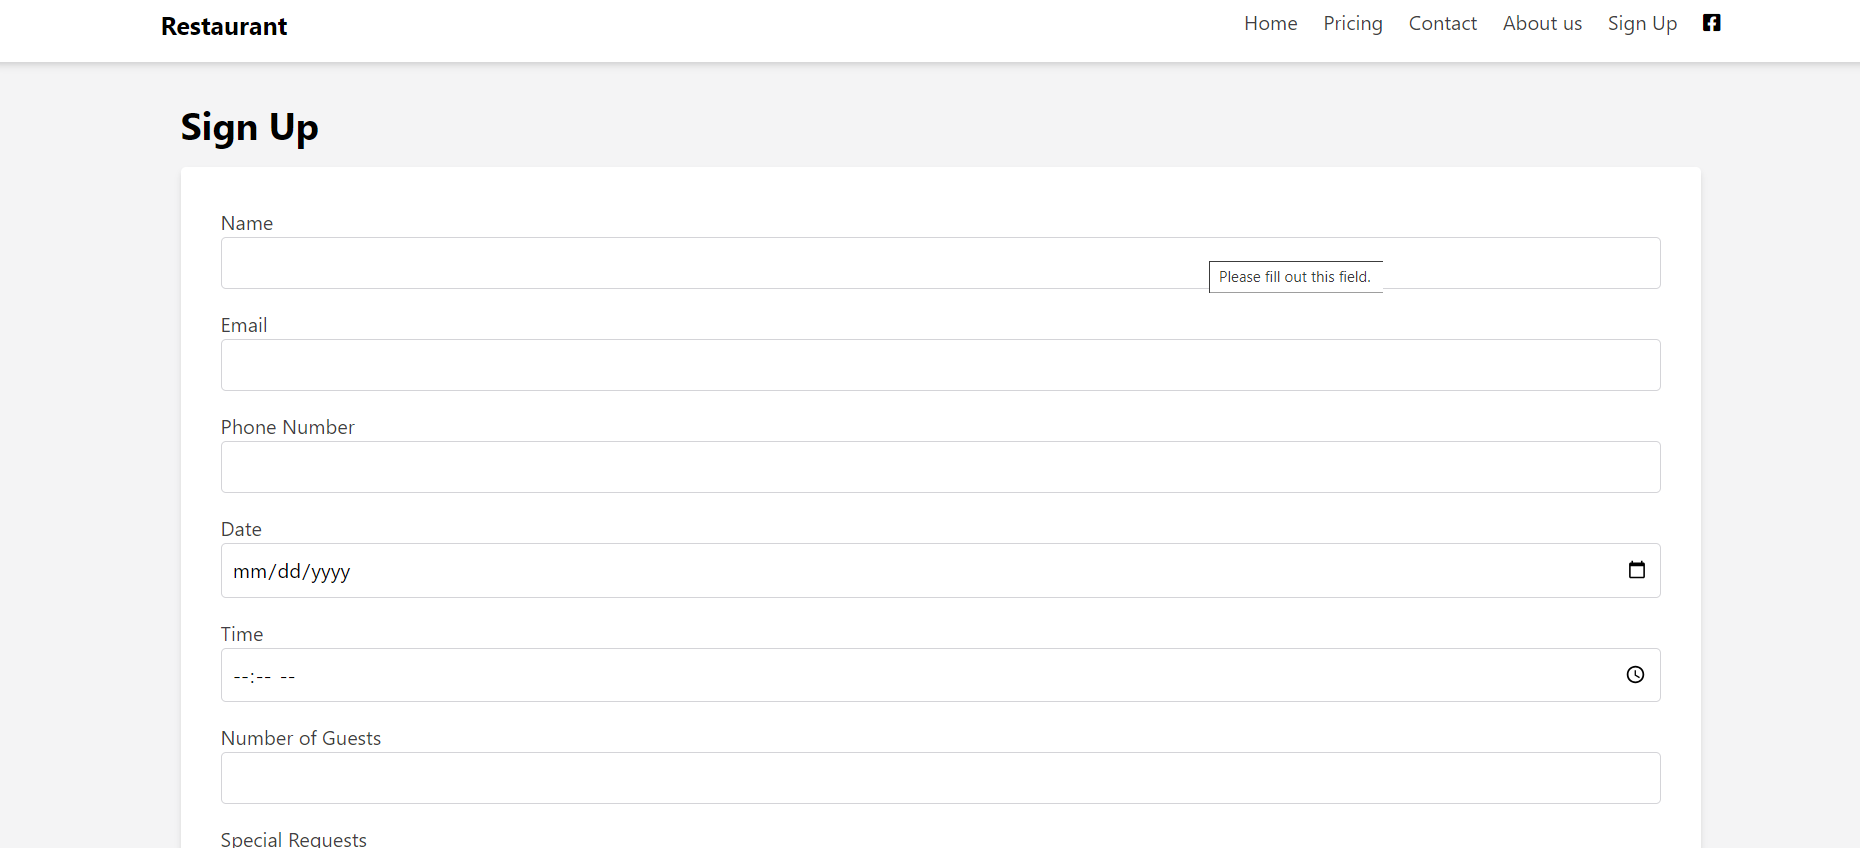 Restaurant
Home Pricing Contact About us Sign Up
Sign Up
Name
Please fill out this field.
Email
Phone Number
Date
mm/dd/yyyy
Time
--:-- --
Number of Guests
Special Requests